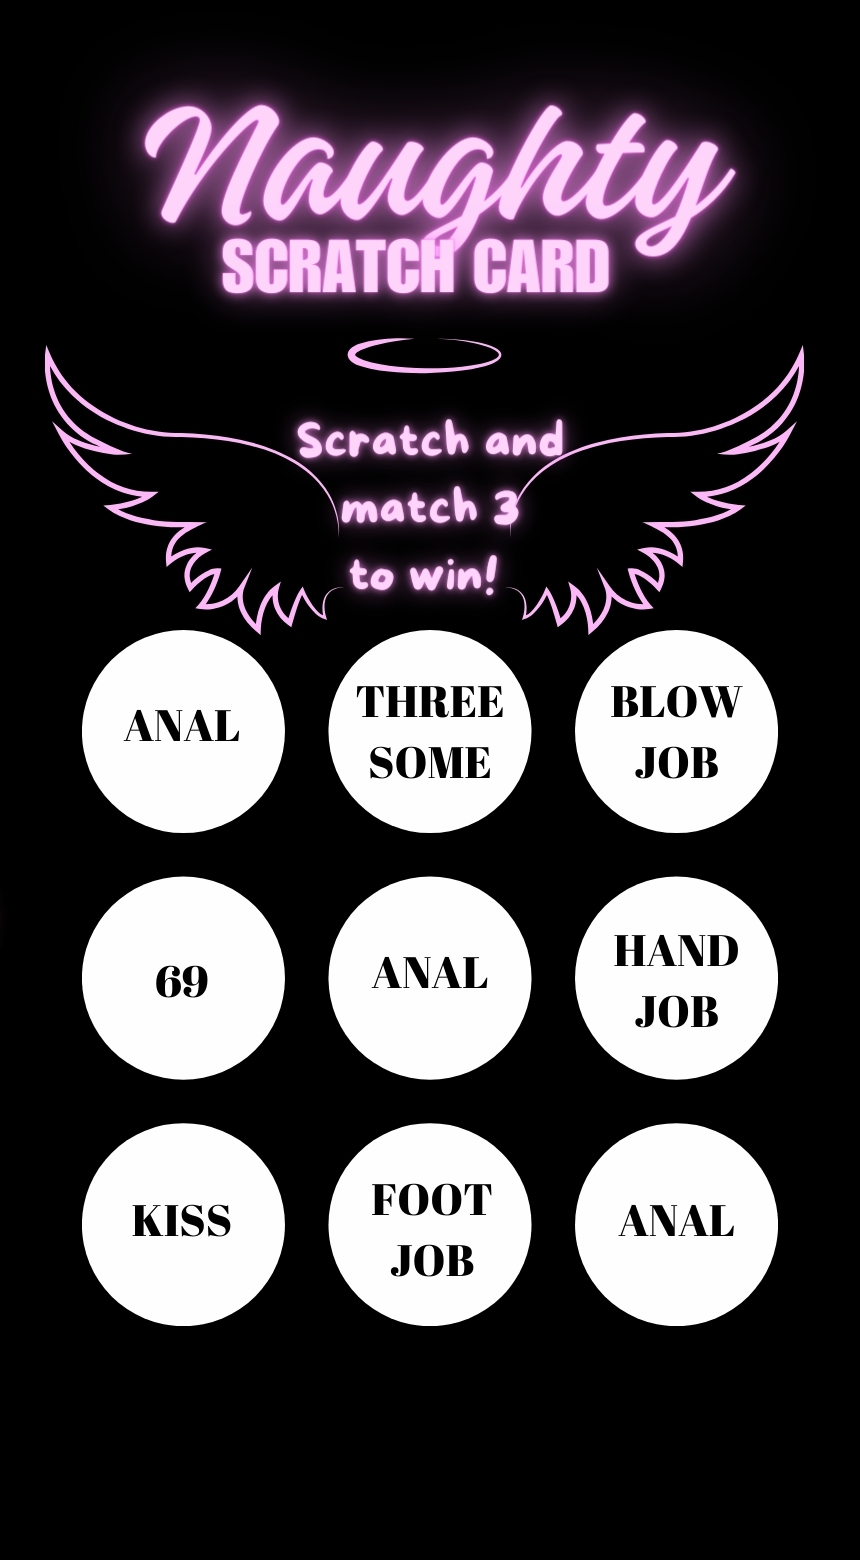 Naughty
SCRATCH CARD
Scratch and
match 3
to win!
ANAL
THREE
SOME
BLOW
JOB
69
ANAL
HAND
JOB
KISS
FOOT
JOB
ANAL